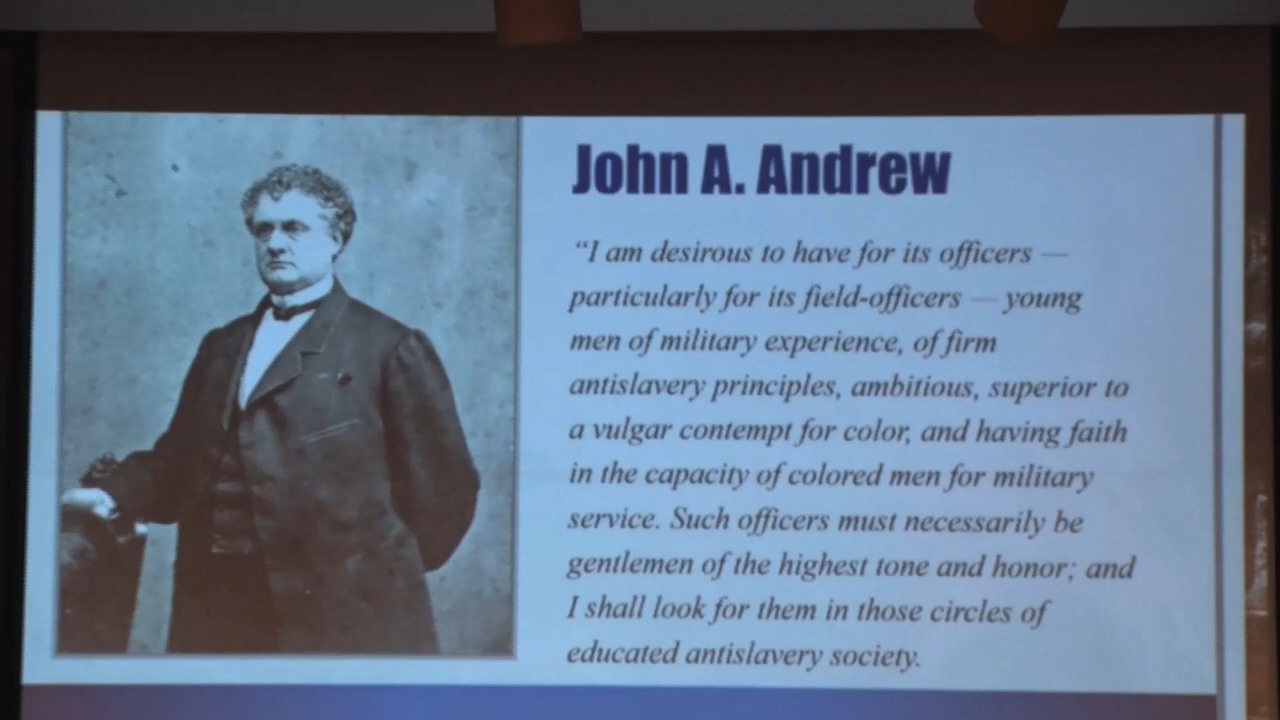 John A. Andrew
“I am desirous to have for its officers —
particularly for its field-officers — young
men of military experience, of firm
antislavery principles, ambitious, superior to
a vulgar contempt for color, and having faith
in the capacity of colored men for military
service. Such officers must necessarily be
gentlemen of the highest tone and honor; and
I shall look for them in those circles of
educated antislavery society.